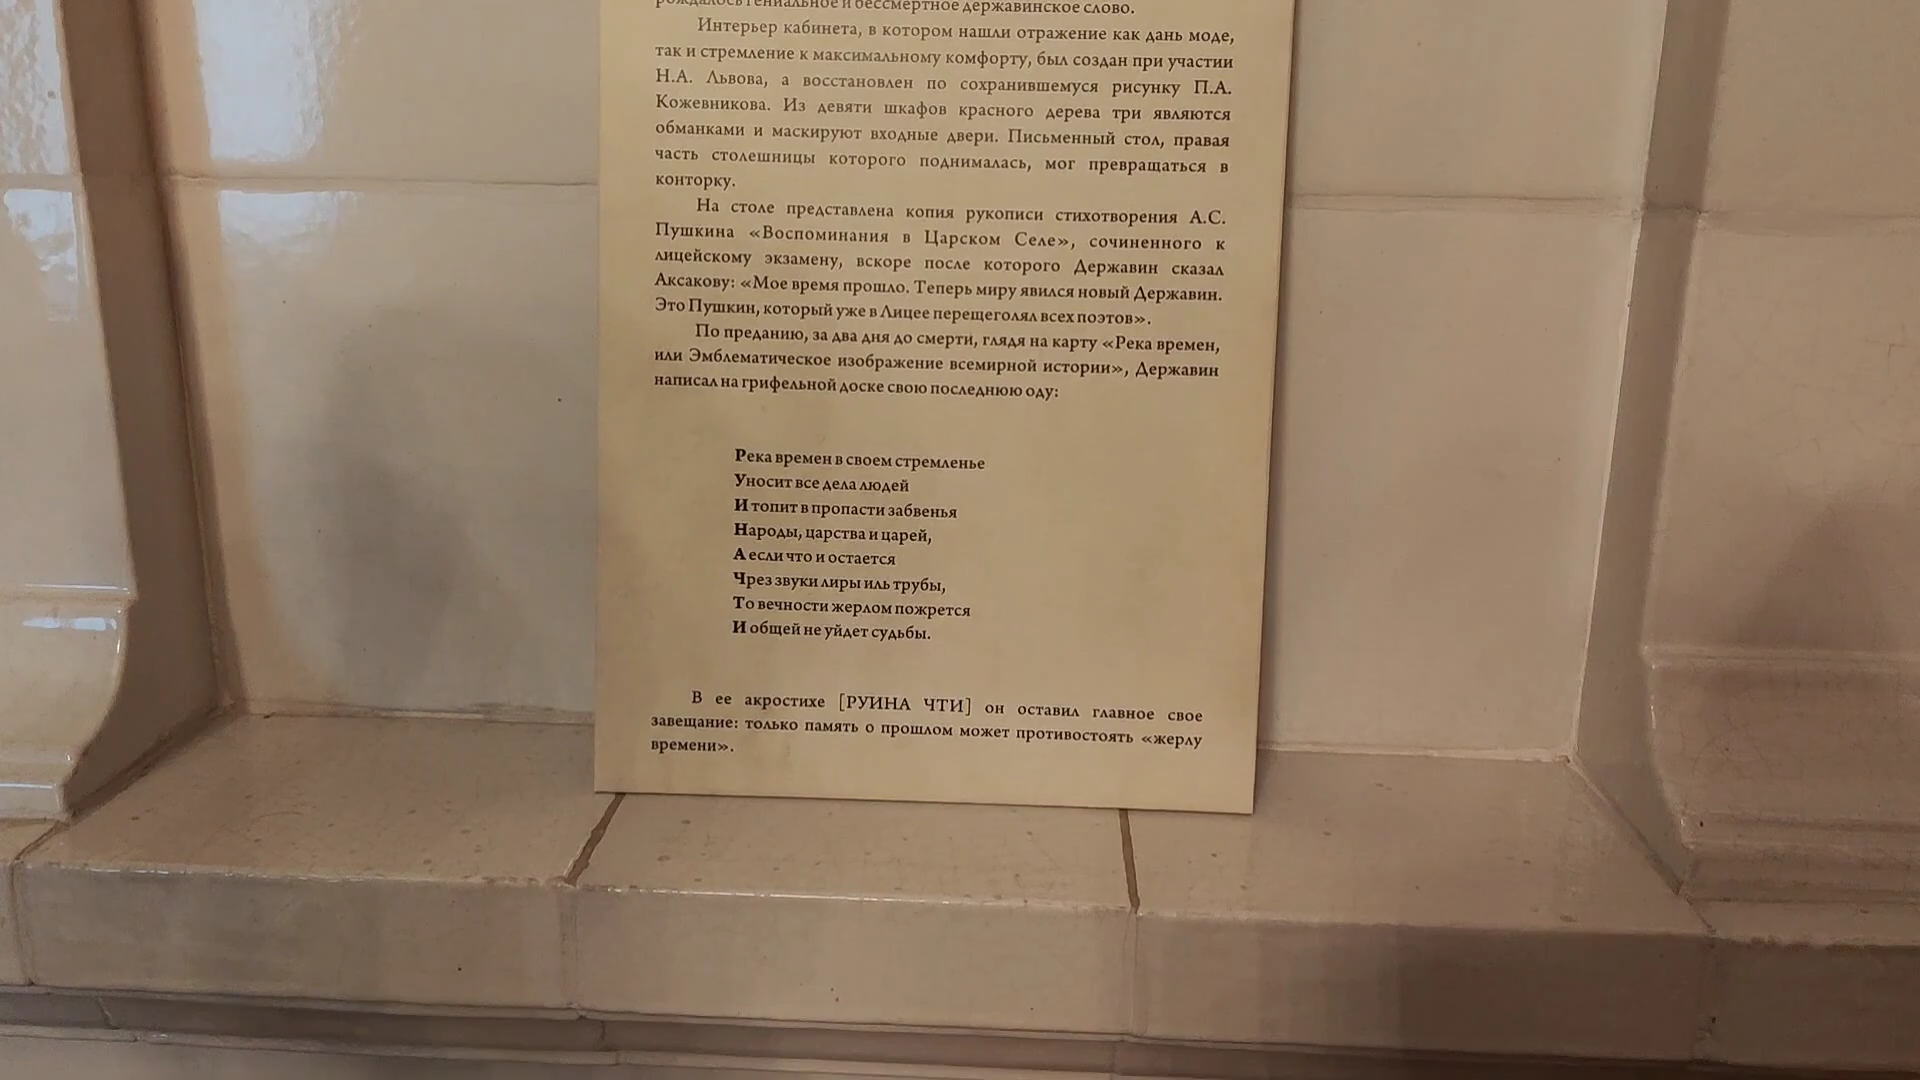 рождалось гениальное и бессмертное державинское слово.
Интерьер кабинета, в котором нашли отражение как дань моде,
так и стремление к максимальному комфорту, был создан при участии
Н.А. Львова, а восстановлен по сохранившемуся рисунку П.А.
Кожевникова. Из девяти шкафов красного дерева три являются
обманками и маскируют входные двери. Письменный стол, правая
часть столешницы которого поднималась, мог превращаться в
конторку.
На столе представлена копия рукописи стихотворения А.С.
Пушкина «Воспоминания в Царском Селе», сочиненного к
лицейскому экзамену, вскоре после которого Державин сказал
Аксакову: «Мое время прошло. Теперь миру явился новый Державин.
Это Пушкин, который уже в Лицее перещеголял всех поэтов».
По преданию, за два дня до смерти, глядя на карту «Река времен,
или Эмблематическое изображение всемирной истории», Державин
написал на грифельной доске свою последнюю оду:
Река времен в своем стремленье
Уносит все дела людей
И топит в пропасти забвенья
Народы, царства и царей,
А если что и остается
Чрез звуки лиры иль трубы,
То вечности жерлом пожрется
И общей не уйдет судьбы.
В ее акростихе [РУИНА ЧТИ] он оставил главное свое
завещание: только память о прошлом может противостоять «жерлу
времени».